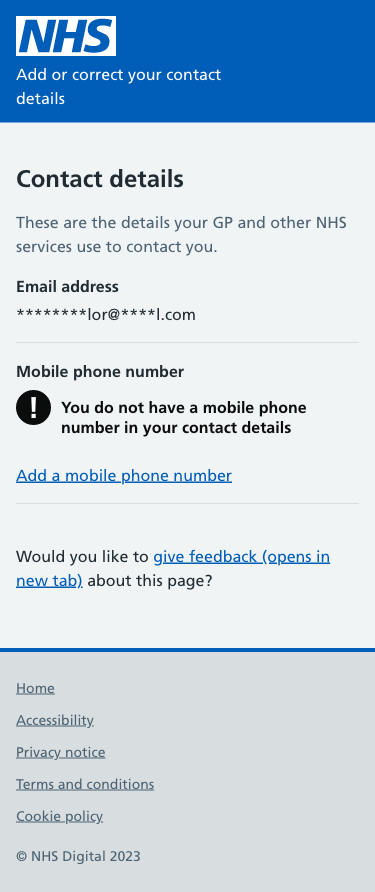 NHS
Add or correct your contact
details
Contact details
These are the details your GP and other NHS
services use to contact you.
Email address
********lor@****l.com
Mobile phone number
!
You do not have a mobile phone
number in your contact details
Add a mobile phone number
Would you like to give feedback (opens in
new tab) about this page?
Home
Accessibility
Privacy notice
Terms and conditions
Cookie policy
© NHS Digital 2023